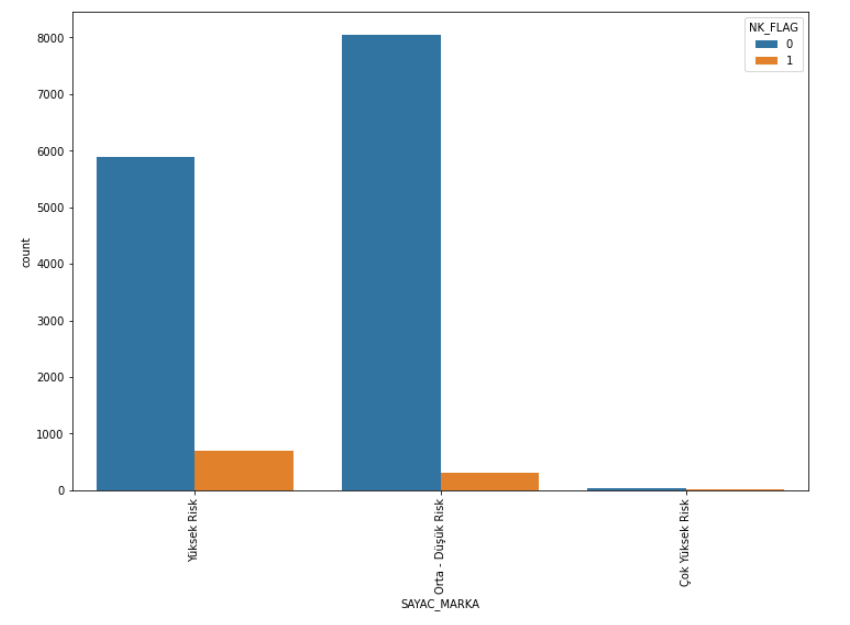 NK_FLAG
0
1
8000
7000
6000
5000
4000
3000
2000
1000
0
count
Yüksek Risk
Orta - Düşük Risk
Çok Yüksek Risk
SAYAC_MARKA